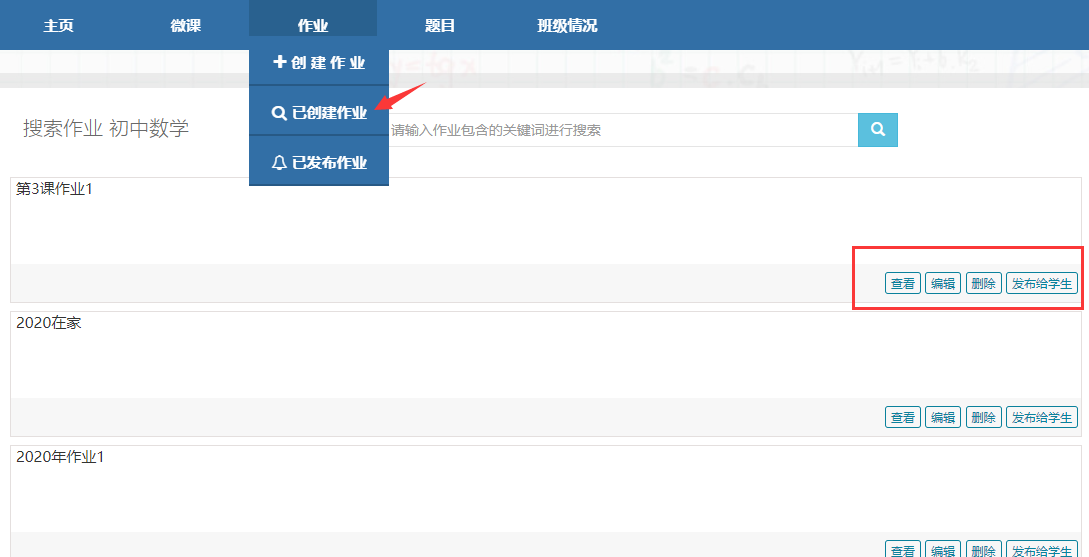 主页 微课 作业 题目 班级情况
创 建 作 业
已创建作业
已发布作业
搜索作业 初中数学
请输入作业包含的关键词进行搜索
第3课作业1
查看 编辑 删除 发布给学生
2020在家
查看 编辑 删除 发布给学生
2020年作业1
查看 编辑 删除 发布给学生